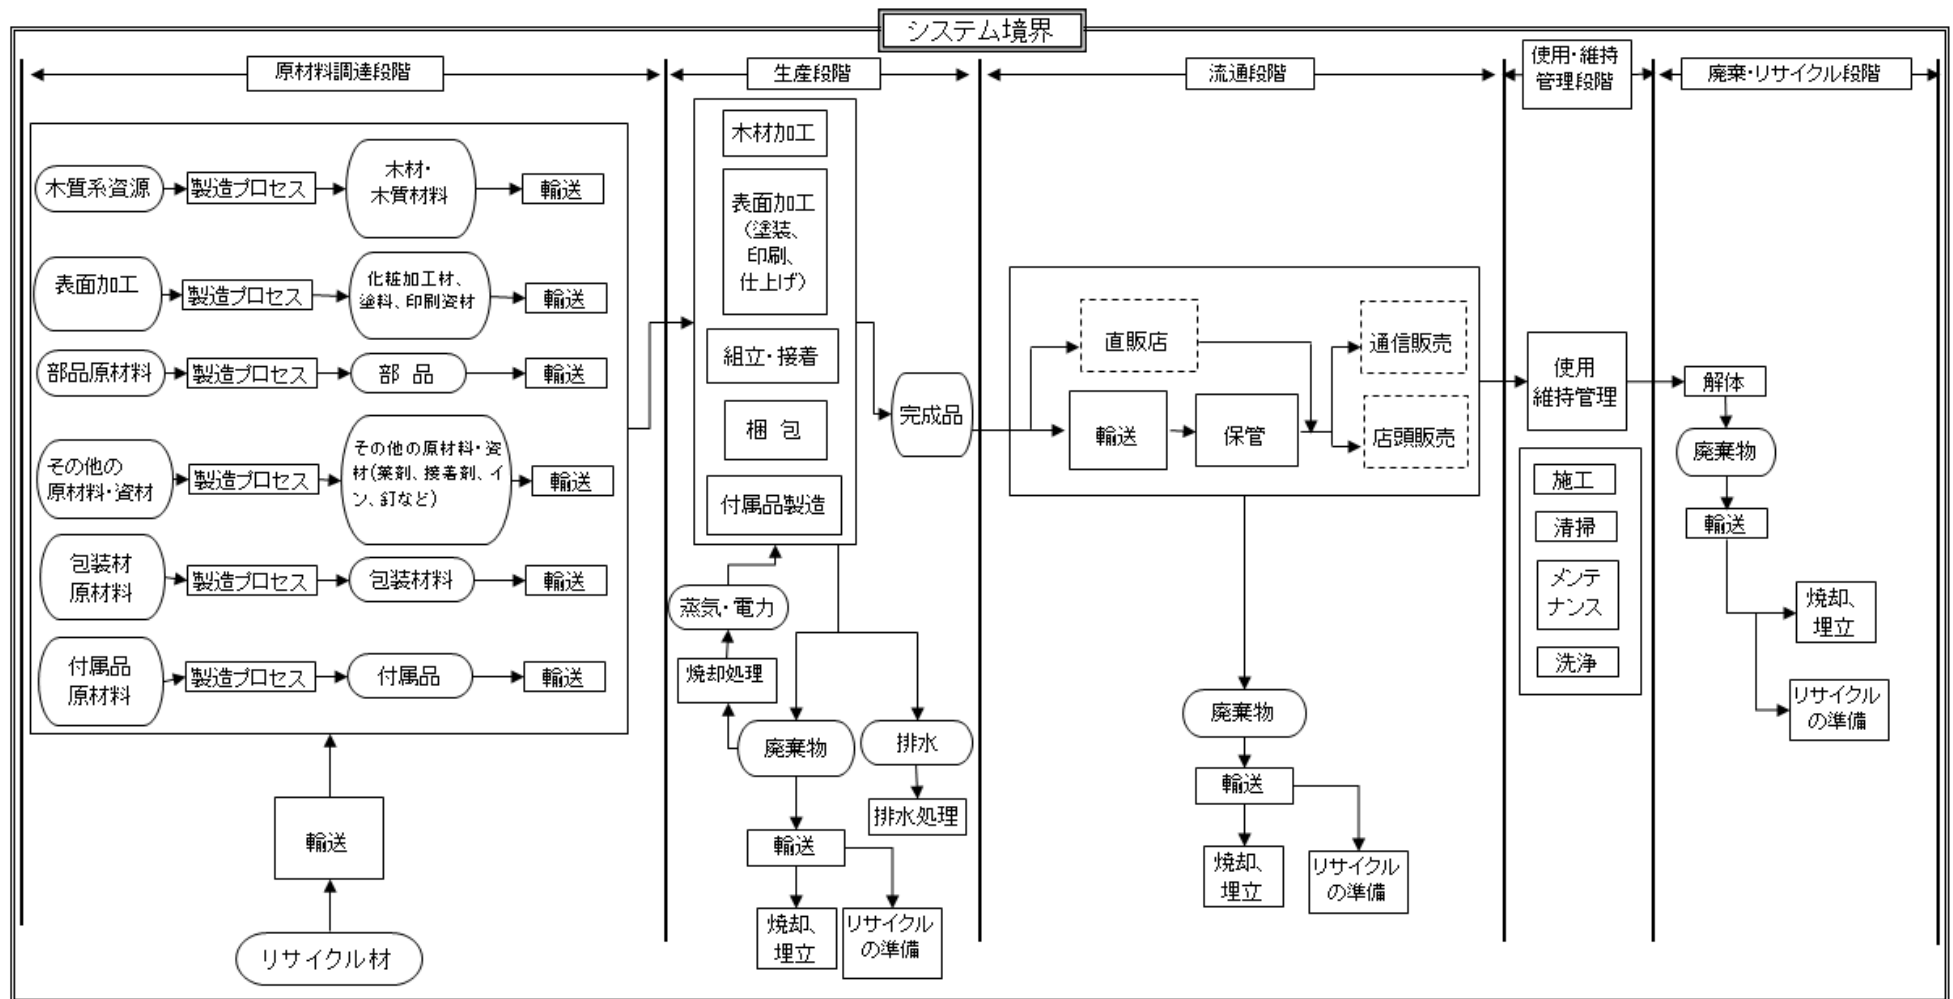 システム境界
原材料調達段階
生産段階
流通段階
使用・維持
管理段階
廃棄・リサイクル段階
木質系資源
製造プロセス
木材・
木質材料
輸送
表面加工
製造プロセス
化粧加工材、
塗料、印刷資材
輸送
部品原材料
製造プロセス
部 品
輸送
その他の
原材料・資材
製造プロセス
その他の原材料・資
材(薬剤、接着剤、イ
ン、釘など)
輸送
包装材
原材料
製造プロセス
包装材料
輸送
付属品
原材料
製造プロセス
付属品
輸送
輸送
リサイクル材
木材加工
表面加工
(塗装、
印刷、
仕上げ)
組立・接着
梱 包
付属品製造
完成品
蒸気・電力
焼却処理
廃棄物
排水
排水処理
輸送
焼却、
埋立
リサイクル
の準備
直販店
通信販売
輸送
保管
店頭販売
廃棄物
輸送
焼却、
埋立
リサイクル
の準備
使用
維持管理
施工
清掃
メンテ
ナンス
洗浄
解体
廃棄物
輸送
焼却、
埋立
リサイクル
の準備